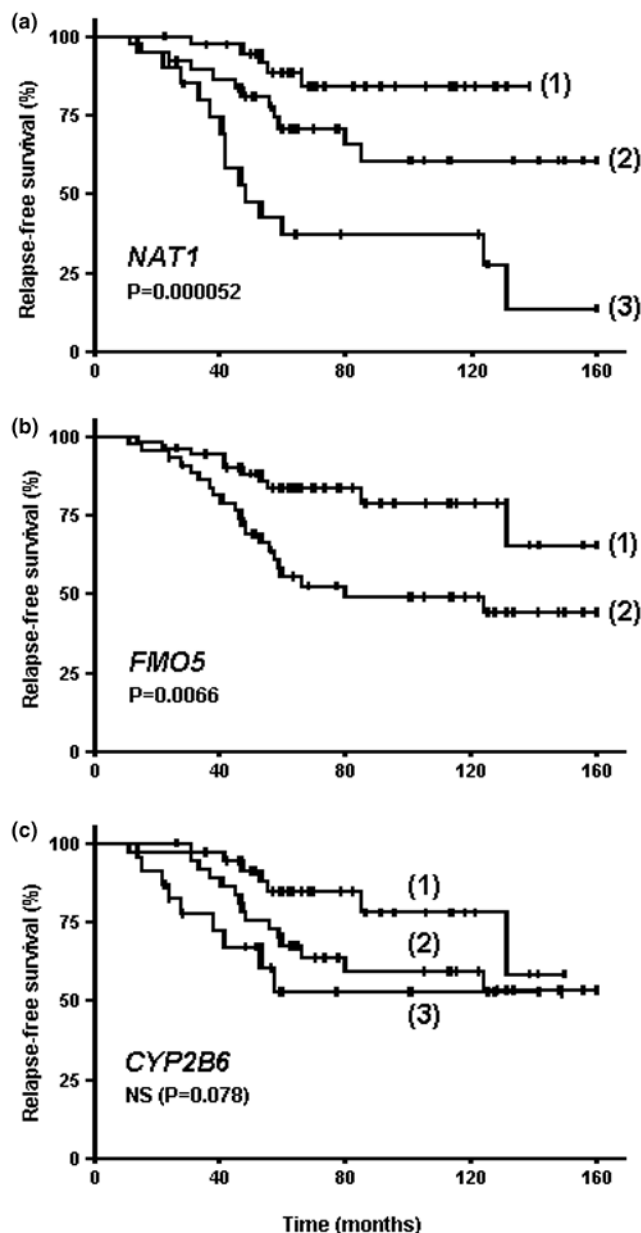 (a)
100
75
50
25
0
Relapse-free survival (%)
(1)
(2)
(3)
NAT1
P=0.000052
0 40 80 120 160
(b)
100
75
50
25
0
Relapse-free survival (%)
(1)
(2)
FMO5
P=0.0066
0 40 80 120 160
(c)
100
75
50
25
0
Relapse-free survival (%)
(1)
(2)
(3)
CYP2B6
NS (P=0.078)
0 40 80 120 160
Time (months)